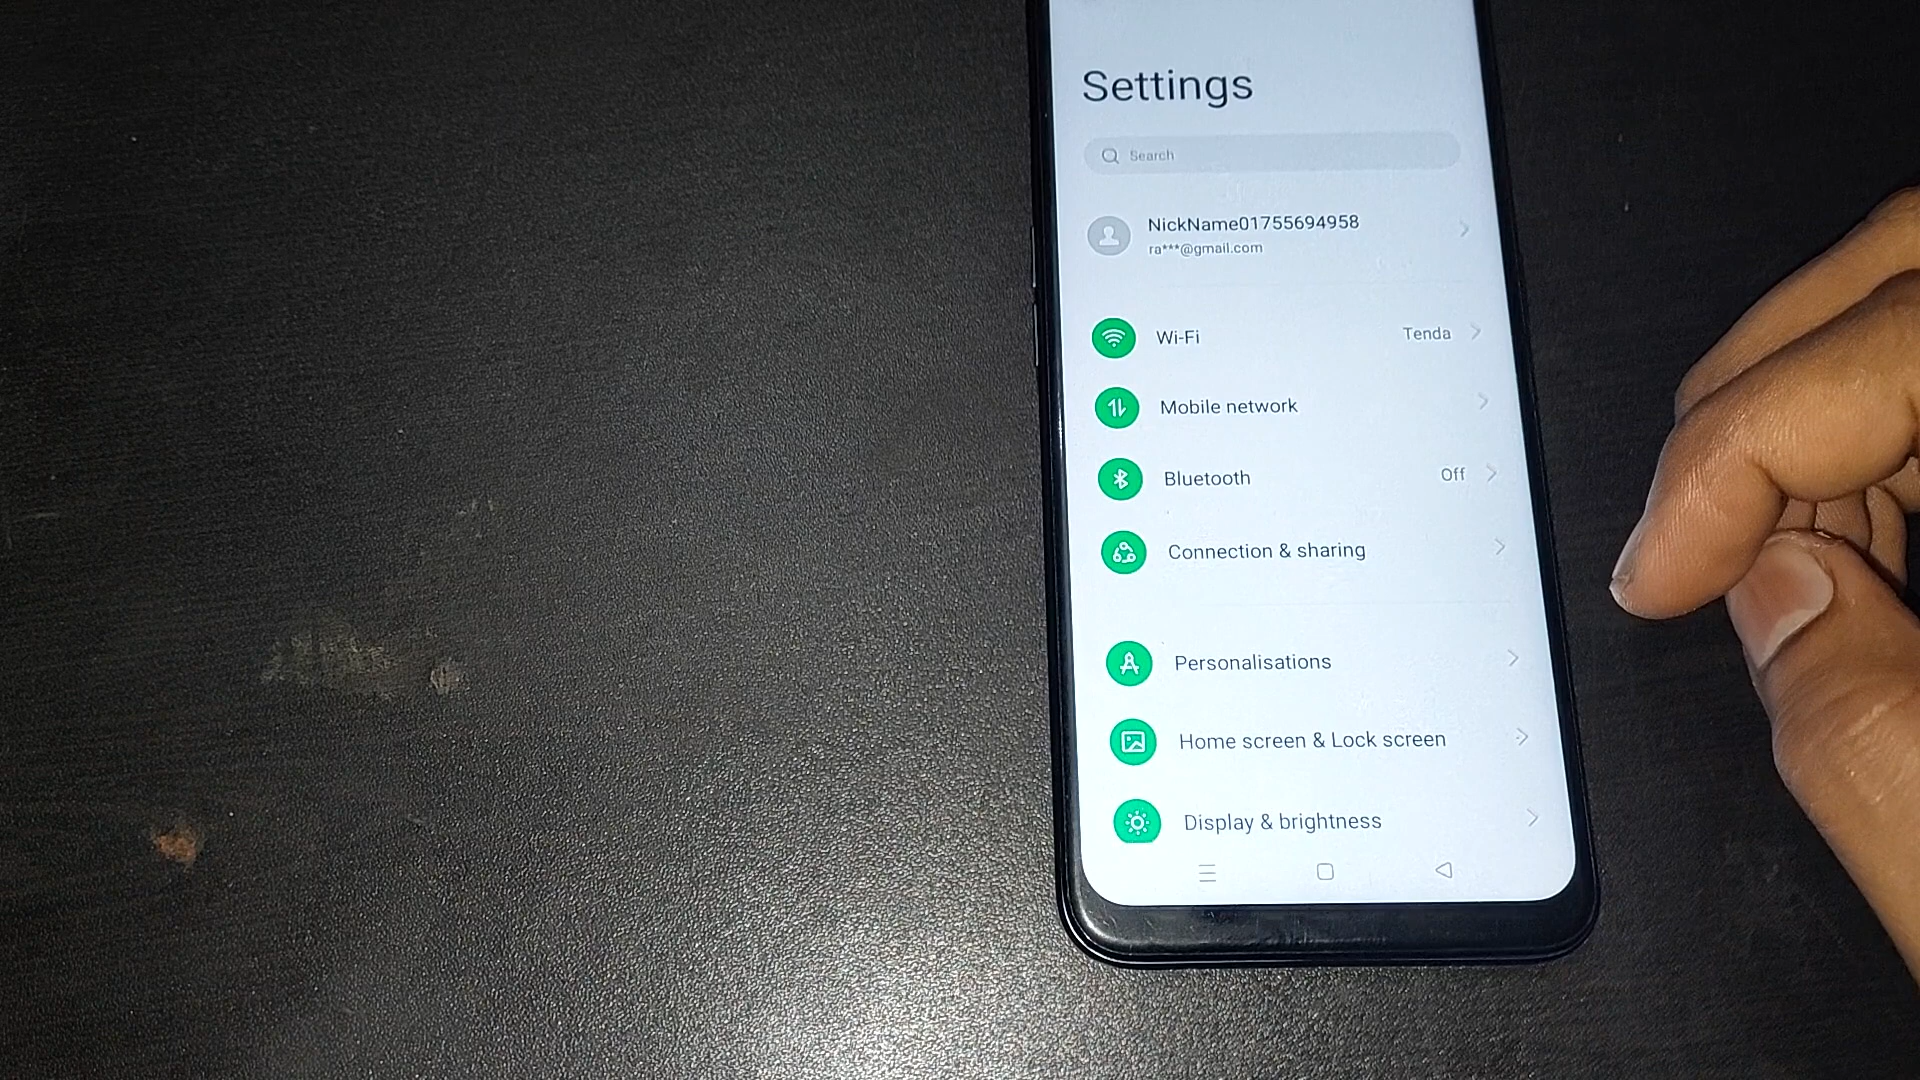 Settings
Search
NickName01755694958
ra***@gmail.com
Wi-Fi Tenda
Mobile network
Bluetooth Off
Connection & sharing
Personalisations
Home screen & Lock screen
Display & brightness